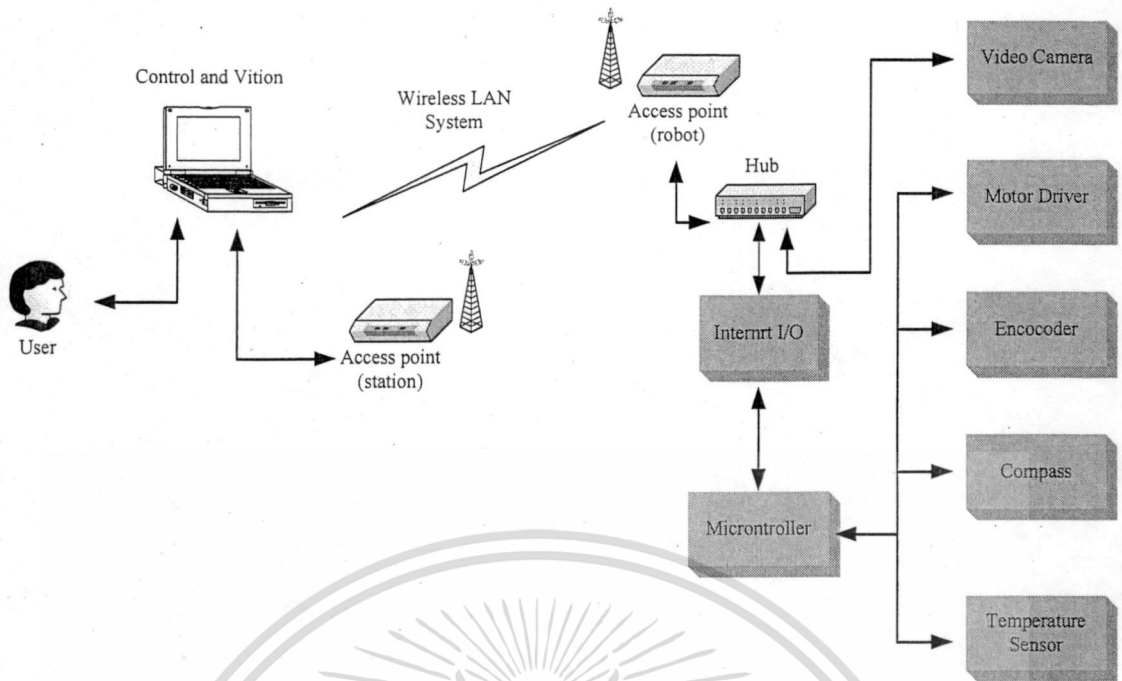 Control and Vition
Wireless LAN
System
Access point
(robot)
Hub
User
Access point
(station)
Internrt I/O
Microntroller
Video Camera
Motor Driver
Encocoder
Compass
Temperature
Sensor